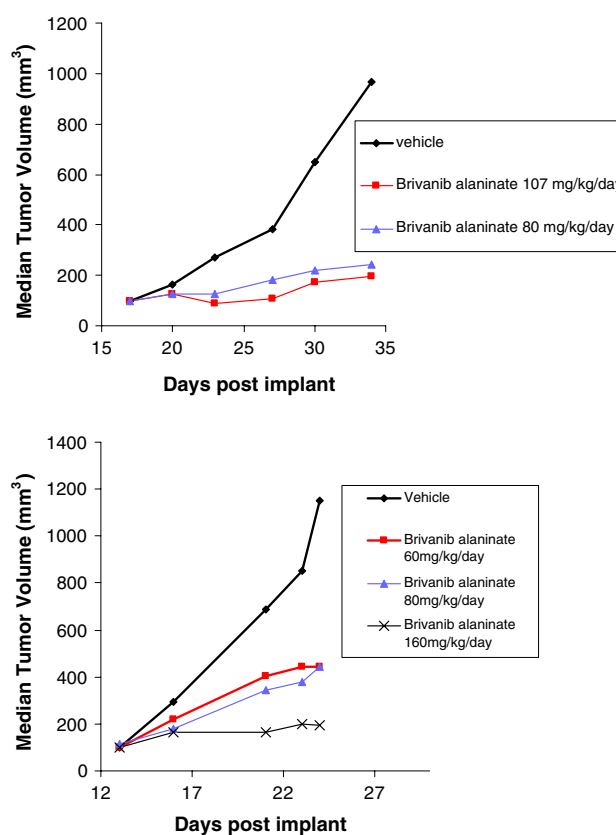 1200
1000
800
600
400
200
0
Median Tumor Volume (mm³)
15 20 25 30 35
Days post implant
vehicle
Brivanib alaninate 107 mg/kg/day
Brivanib alaninate 80 mg/kg/day
1400
1200
1000
800
600
400
200
0
Median Tumor Volume (mm³)
12 17 22 27
Days post implant
Vehicle
Brivanib alaninate
60mg/kg/day
Brivanib alaninate
80mg/kg/day
Brivanib alaninate
160mg/kg/day